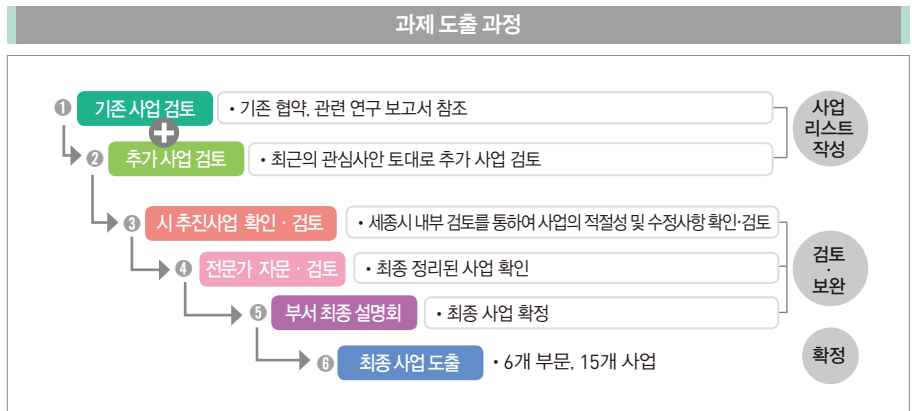 과제 도출 과정
❶ 기존 사업 검토 • 기존 협약, 관련 연구 보고서 참조
❷ 추가 사업 검토 • 최근의 관심사안 토대로 추가 사업 검토
사업
리스트
작성
❸ 시 추진사업 확인 · 검토 • 세종시 내부 검토를 통하여 사업의 적절성 및 수정사항 확인·검토
❹ 전문가 자문 · 검토 • 최종 정리된 사업 확인
❺ 부서 최종 설명회 • 최종 사업 확정
검토
·
보완
❻ 최종 사업 도출 • 6개 부문, 15개 사업
확정